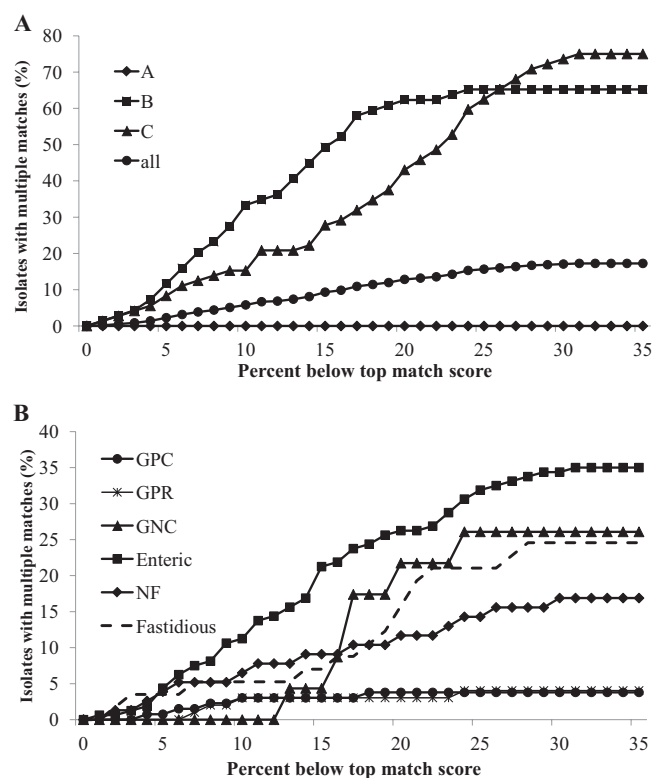 A
Isolates with multiple matches (%)
80
70
60
50
40
30
20
10
0
A
B
C
all
0 5 10 15 20 25 30 35
Percent below top match score
B
Isolates with multiple matches (%)
40
35
30
25
20
15
10
5
0
GPC
GPR
GNC
Enteric
NF
Fastidious
0 5 10 15 20 25 30 35
Percent below top match score